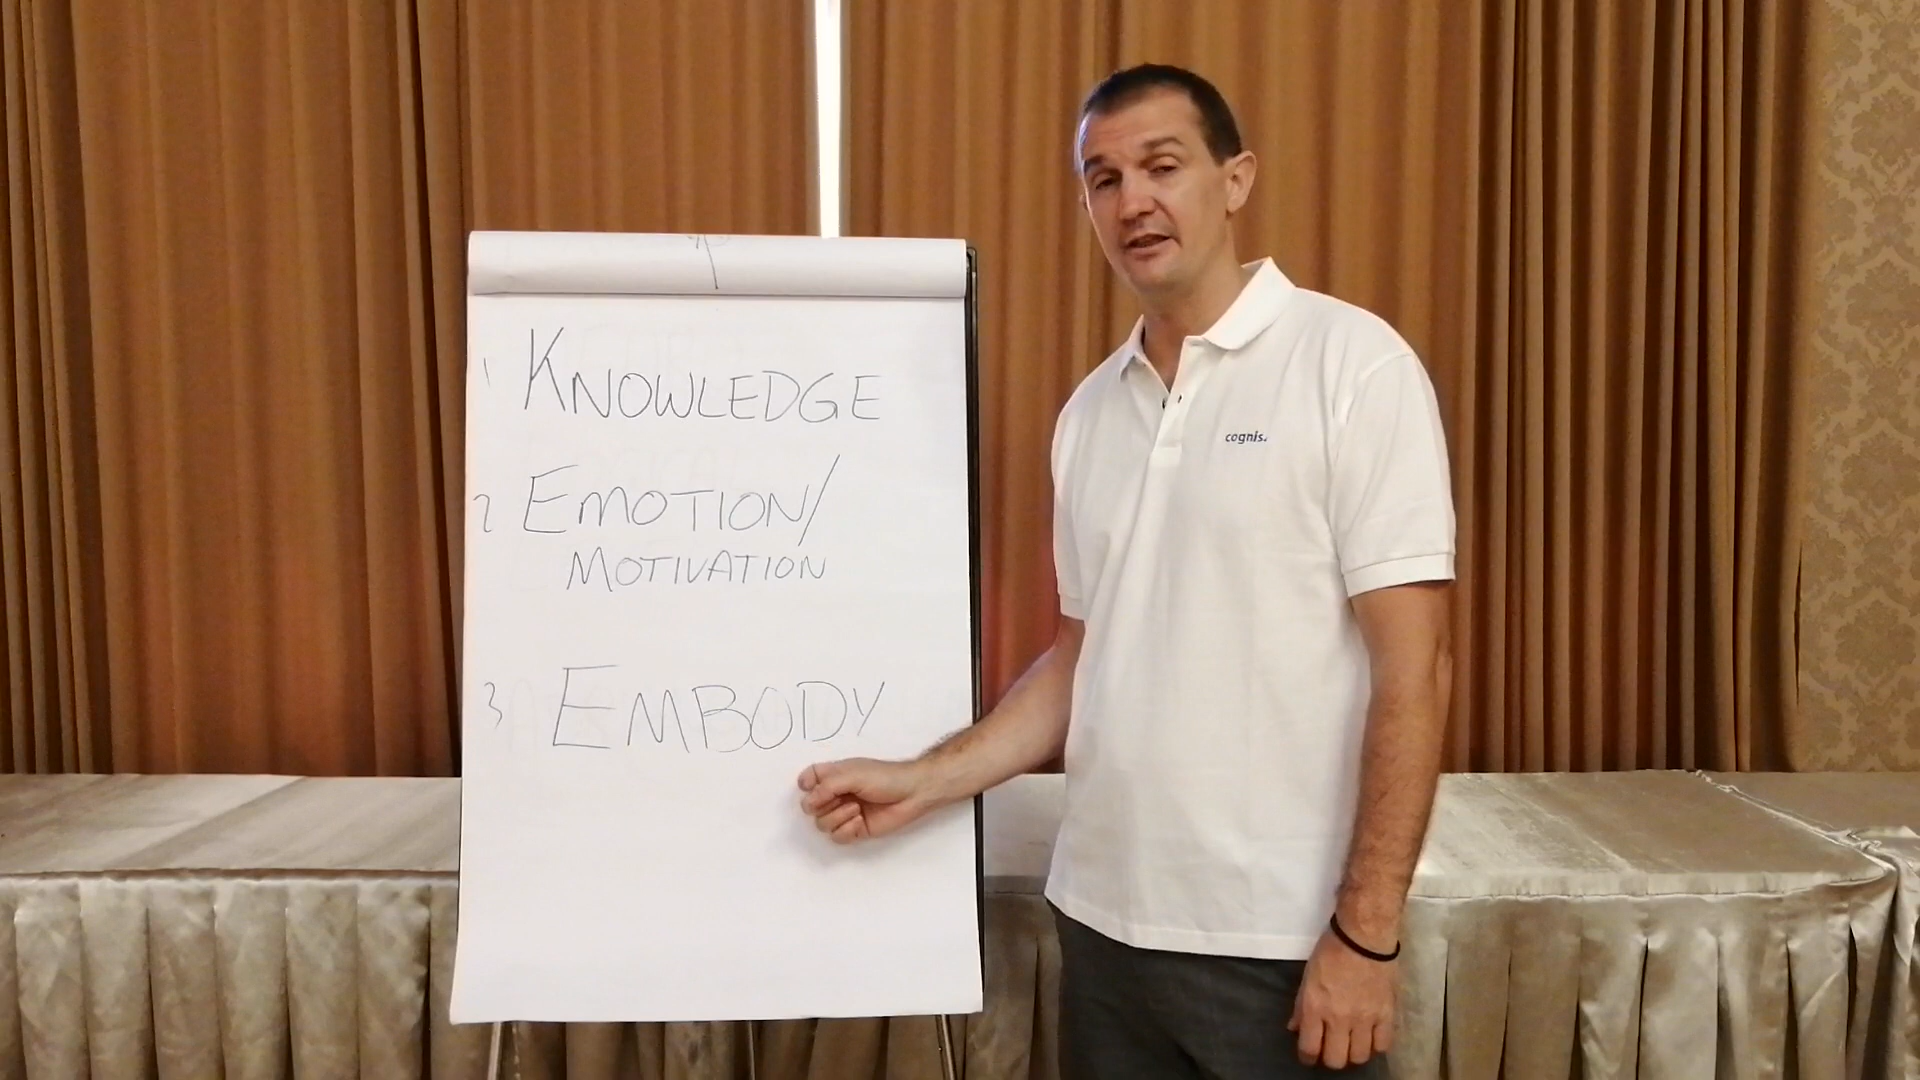 1 KNOWLEDGE
2 EMOTION/
MOTIVATION
3 EMBODY
cognis.